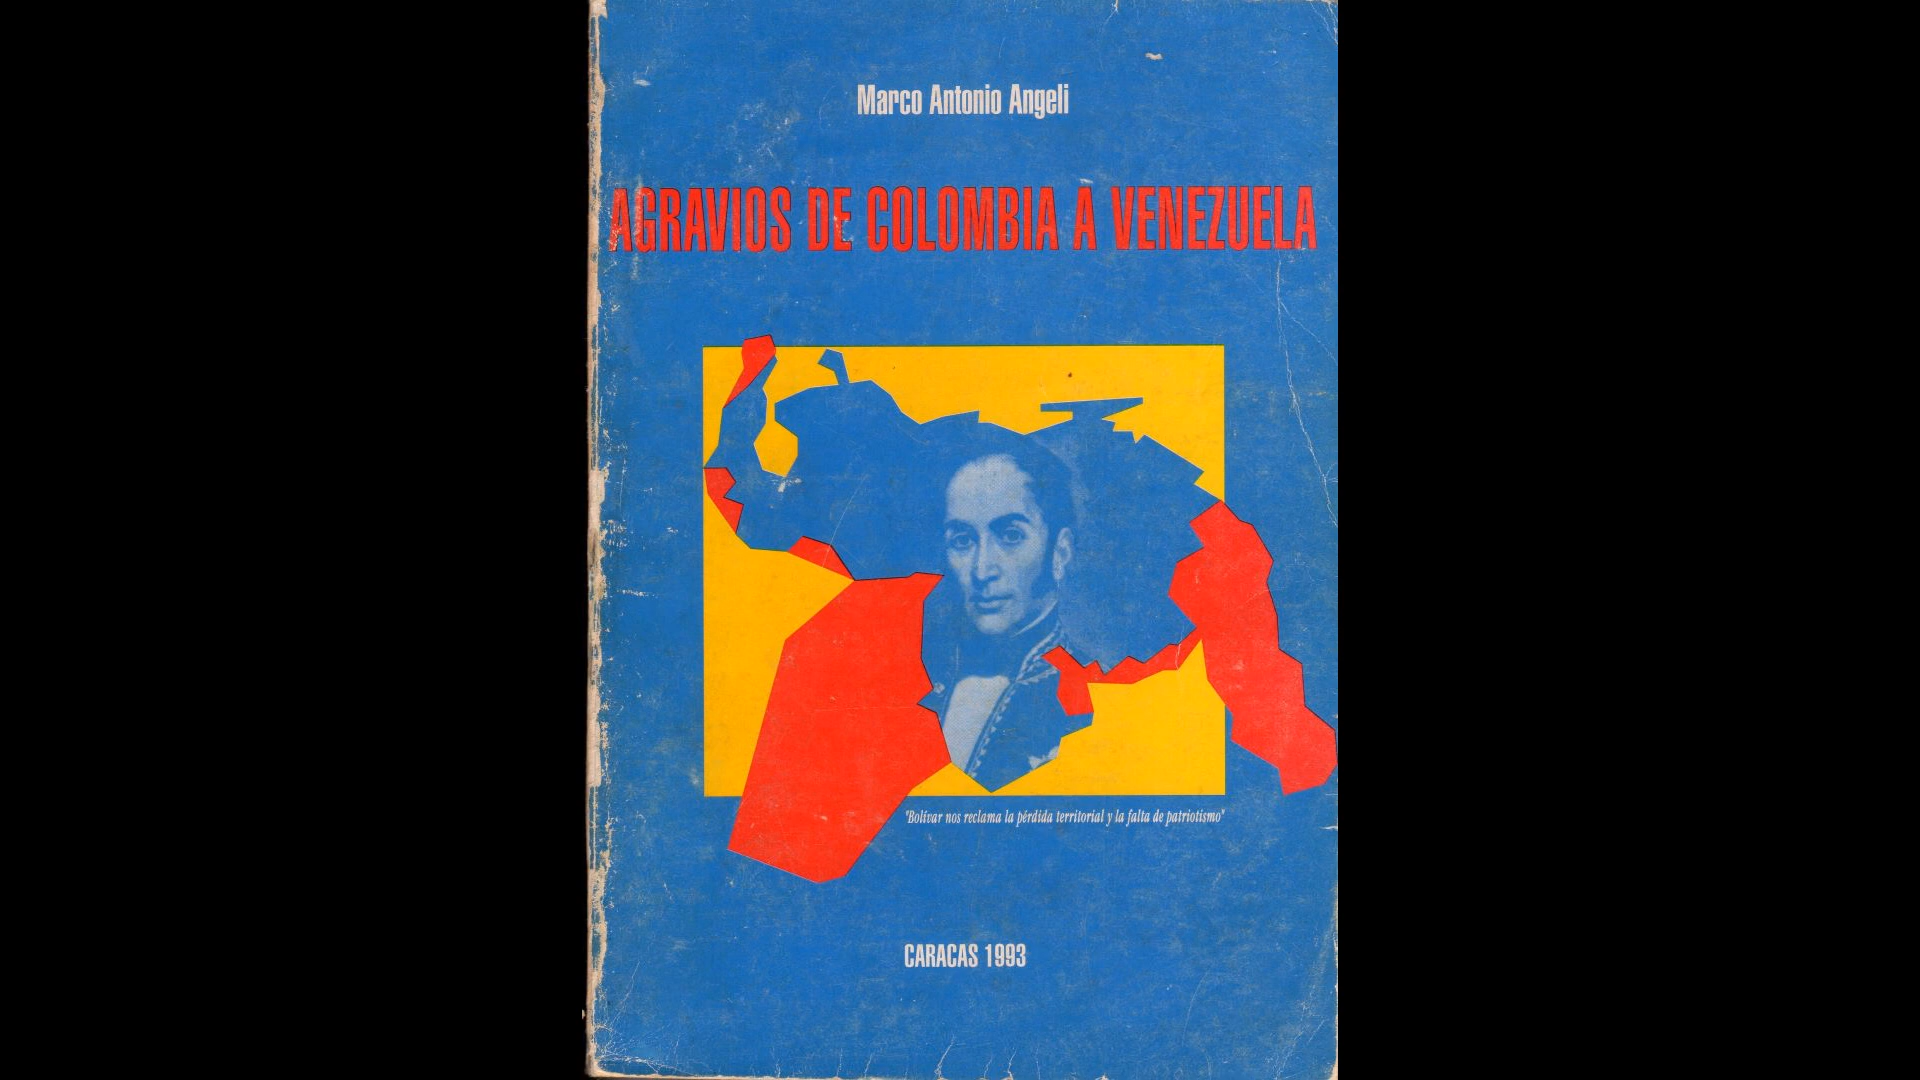 Marco Antonio Angeli
AGRAVIOS DE COLOMBIA A VENEZUELA
"Bolívar nos reclama la pérdida territorial y la falta de patriotismo"
CARACAS 1993